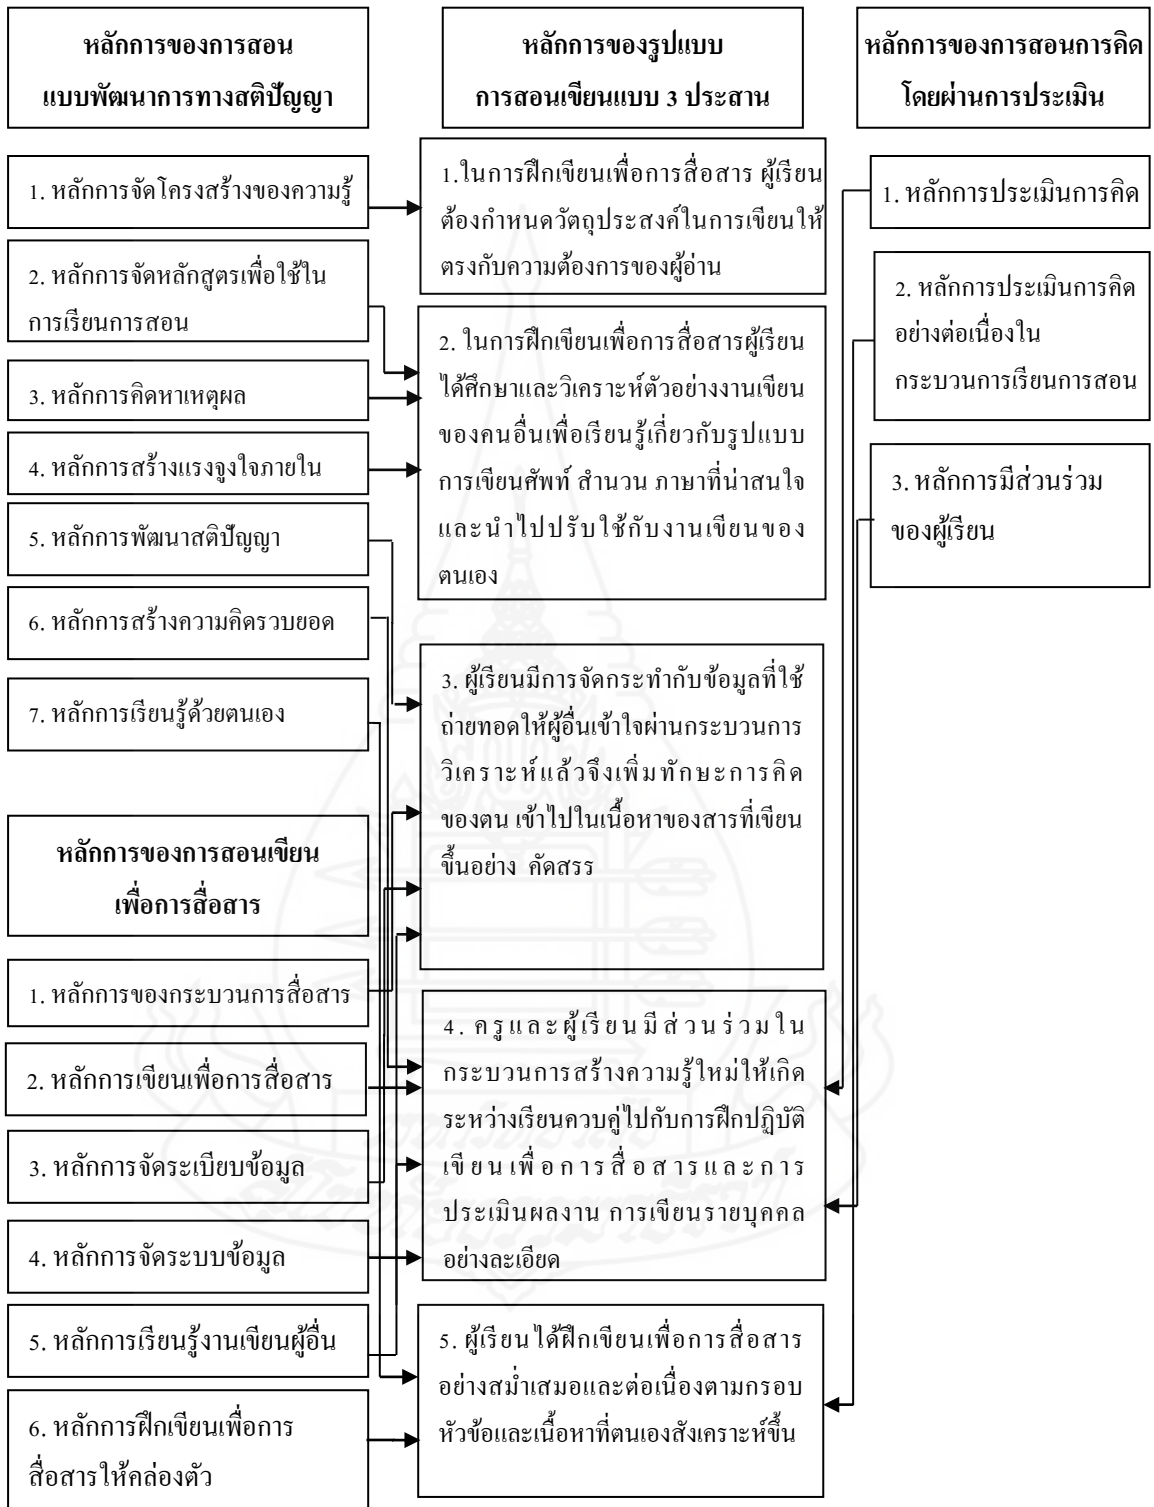 หลักการของการสอน
แบบพัฒนาการทางสติปัญญา
1. หลักการจัดโครงสร้างของความรู้
2. หลักการจัดหลักสูตรเพื่อใช้ใน
การเรียนการสอน
3. หลักการคิดหาเหตุผล
4. หลักการสร้างแรงจูงใจภายใน
5. หลักการพัฒนาสติปัญญา
6. หลักการสร้างความคิดรวบยอด
7. หลักการเรียนรู้ด้วยตนเอง
หลักการของการสอนเขียน
เพื่อการสื่อสาร
1. หลักการของกระบวนการสื่อสาร
2. หลักการเขียนเพื่อการสื่อสาร
3. หลักการจัดระเบียบข้อมูล
4. หลักการจัดระบบข้อมูล
5. หลักการเรียนรู้งานเขียนผู้อื่น
6. หลักการฝึกเขียนเพื่อการ
สื่อสารให้คล่องตัว
หลักการของรูปแบบ
การสอนเขียนแบบ 3 ประสาน
1.ในการฝึกเขียนเพื่อการสื่อสาร ผู้เรียน
ต้องกำหนดวัตถุประสงค์ในการเขียนให้
ตรงกับความต้องการของผู้อ่าน
2. ในการฝึกเขียนเพื่อการสื่อสารผู้เรียน
ได้ศึกษาและวิเคราะห์ตัวอย่างงานเขียน
ของคนอื่นเพื่อเรียนรู้เกี่ยวกับรูปแบบ
การเขียนศัพท์ สำนวน ภาษาที่น่าสนใจ
และนำไปปรับใช้กับงานเขียนของ
ตนเอง
3. ผู้เรียนมีการจัดกระทำกับข้อมูลที่ใช้
ถ่ายทอดให้ผู้อื่นเข้าใจผ่านกระบวนการ
วิเคราะห์แล้วจึงเพิ่มทักษะการคิด
ของตน เข้าไปในเนื้อหาของสารที่เขียน
ขึ้นอย่าง คัดสรร
4. ครูและผู้เรียนมีส่วนร่วมใน
กระบวนการสร้างความรู้ใหม่ให้เกิด
ระหว่างเรียนควบคู่ไปกับการฝึกปฏิบัติ
เขียนเพื่อการสื่อสารและการ
ประเมินผลงาน การเขียนรายบุคคล
อย่างละเอียด
5. ผู้เรียนได้ฝึกเขียนเพื่อการสื่อสาร
อย่างสม่ำเสมอและต่อเนื่องตามกรอบ
หัวข้อและเนื้อหาที่ตนเองสังเคราะห์ขึ้น
หลักการของการสอนการคิด
โดยผ่านการประเมิน
1. หลักการประเมินการคิด
2. หลักการประเมินการคิด
อย่างต่อเนื่องใน
กระบวนการเรียนการสอน
3. หลักการมีส่วนร่วม
ของผู้เรียน